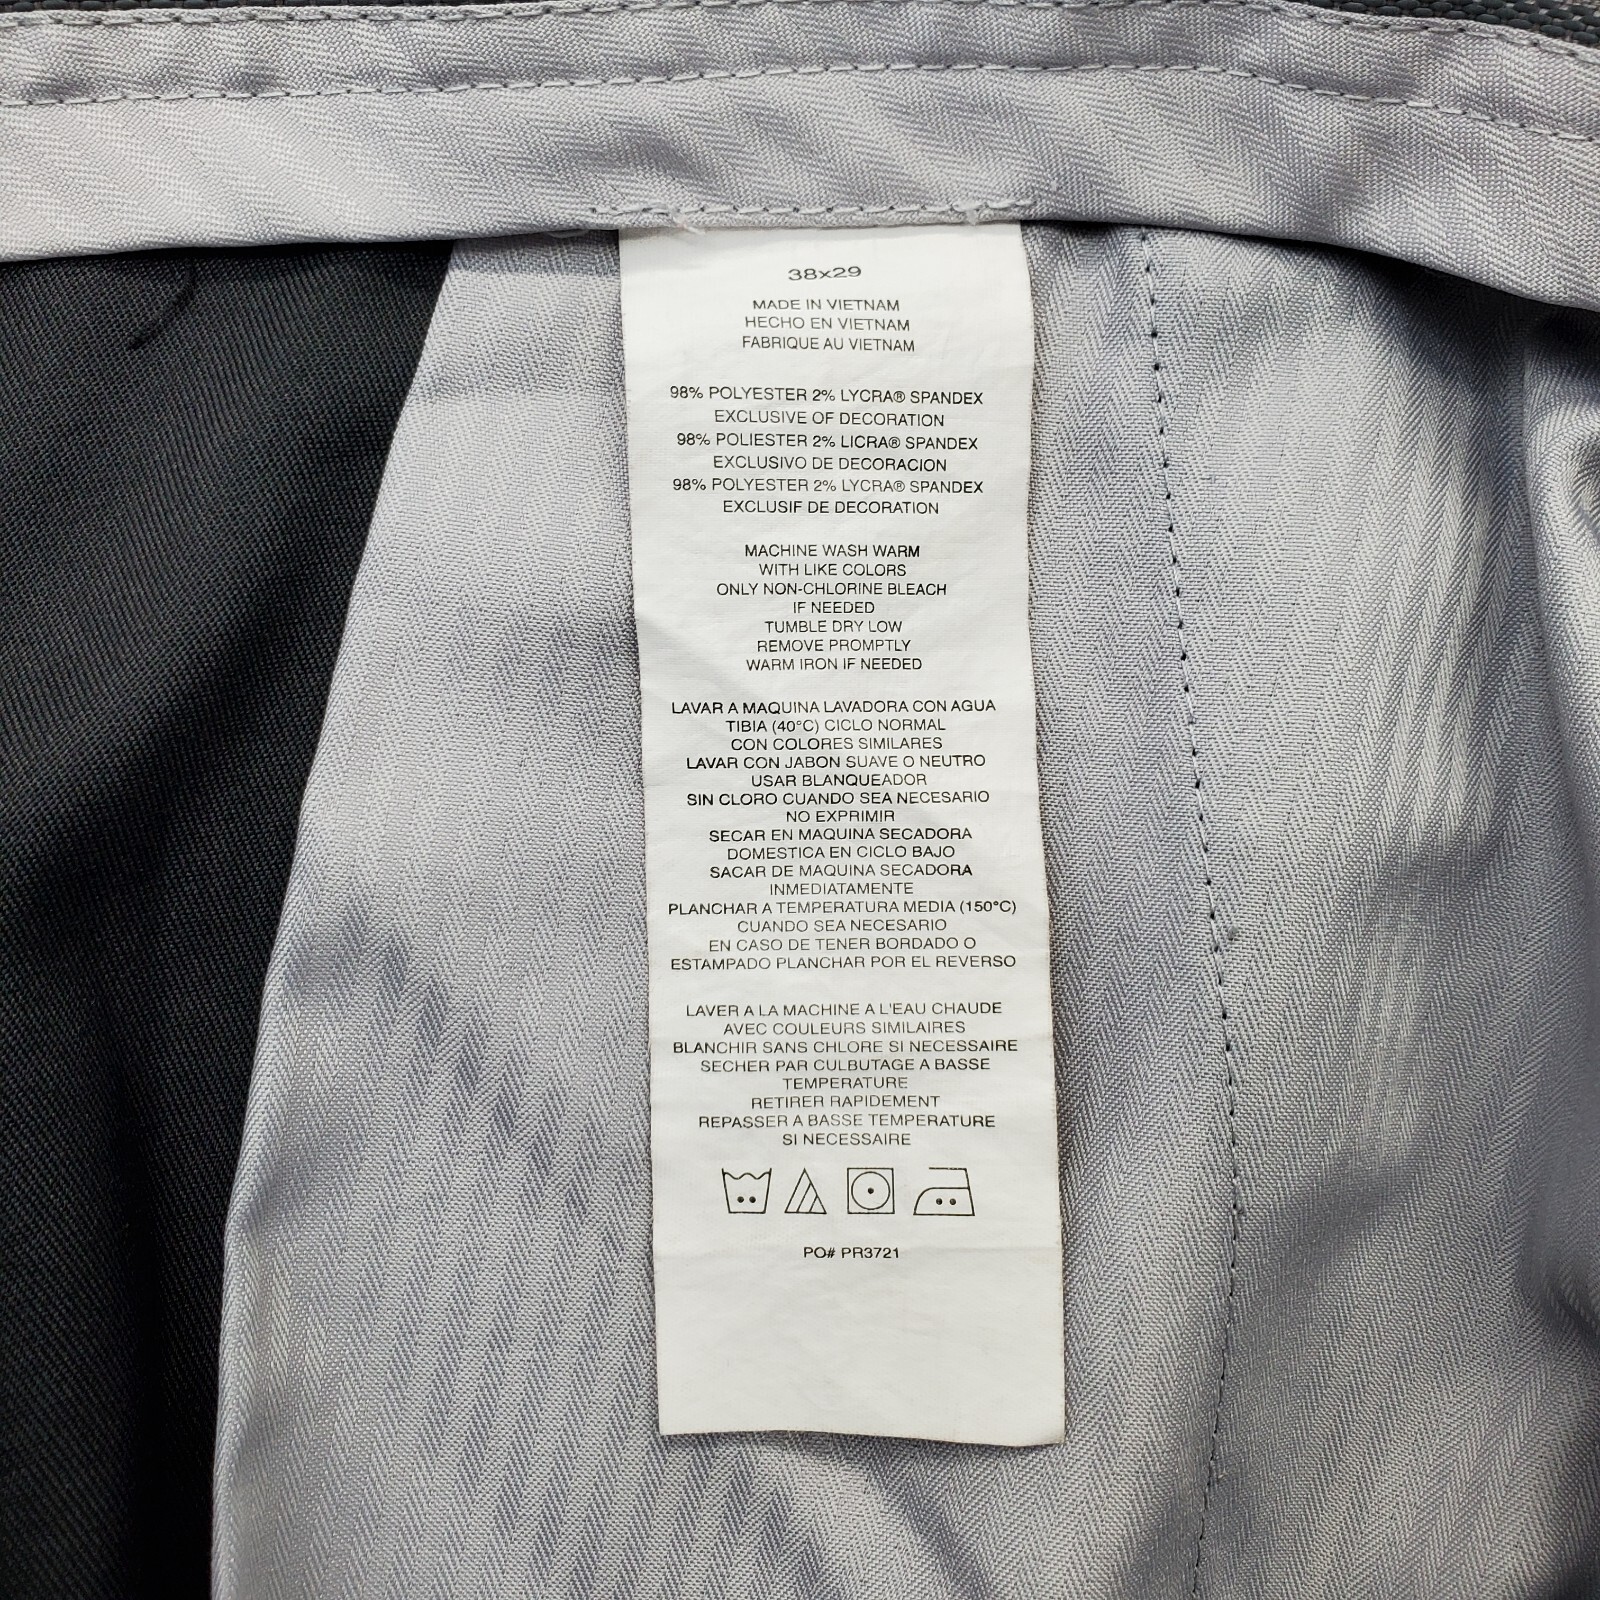 38x29
MADE IN VIETNAM
HECHO EN VIETNAM
FABRIQUE AU VIETNAM
98% POLYESTER 2% LYCRA® SPANDEX
EXCLUSIVE OF DECORATION
98% POLIESTER 2% LICRA® SPANDEX
EXCLUSIVO DE DECORACION
98% POLYESTER 2% LYCRA® SPANDEX
EXCLUSIF DE DECORATION
MACHINE WASH WARM
WITH LIKE COLORS
ONLY NON-CHLORINE BLEACH
IF NEEDED
TUMBLE DRY LOW
REMOVE PROMPTLY
WARM IRON IF NEEDED
LAVAR A MAQUINA LAVADORA CON AGUA
TIBIA (40°C) CICLO NORMAL
CON COLORES SIMILARES
LAVAR CON JABON SUAVE O NEUTRO
USAR BLANQUEADOR
SIN CLORO CUANDO SEA NECESARIO
NO EXPRIMIR
SECAR EN MAQUINA SECADORA
DOMESTICA EN CICLO BAJO
SACAR DE MAQUINA SECADORA
INMEDIATAMENTE
PLANCHAR A TEMPERATURA MEDIA (150°C)
CUANDO SEA NECESARIO
EN CASO DE TENER BORDADO O
ESTAMPADO PLANCHAR POR EL REVERSO
LAVER A LA MACHINE A L'EAU CHAUDE
AVEC COULEURS SIMILAIRES
BLANCHIR SANS CHLORE SI NECESSAIRE
SECHER PAR CULBUTAGE A BASSE
TEMPERATURE
RETIRER RAPIDEMENT
REPASSER A BASSE TEMPERATURE
SI NECESSAIRE
PO# PR3721